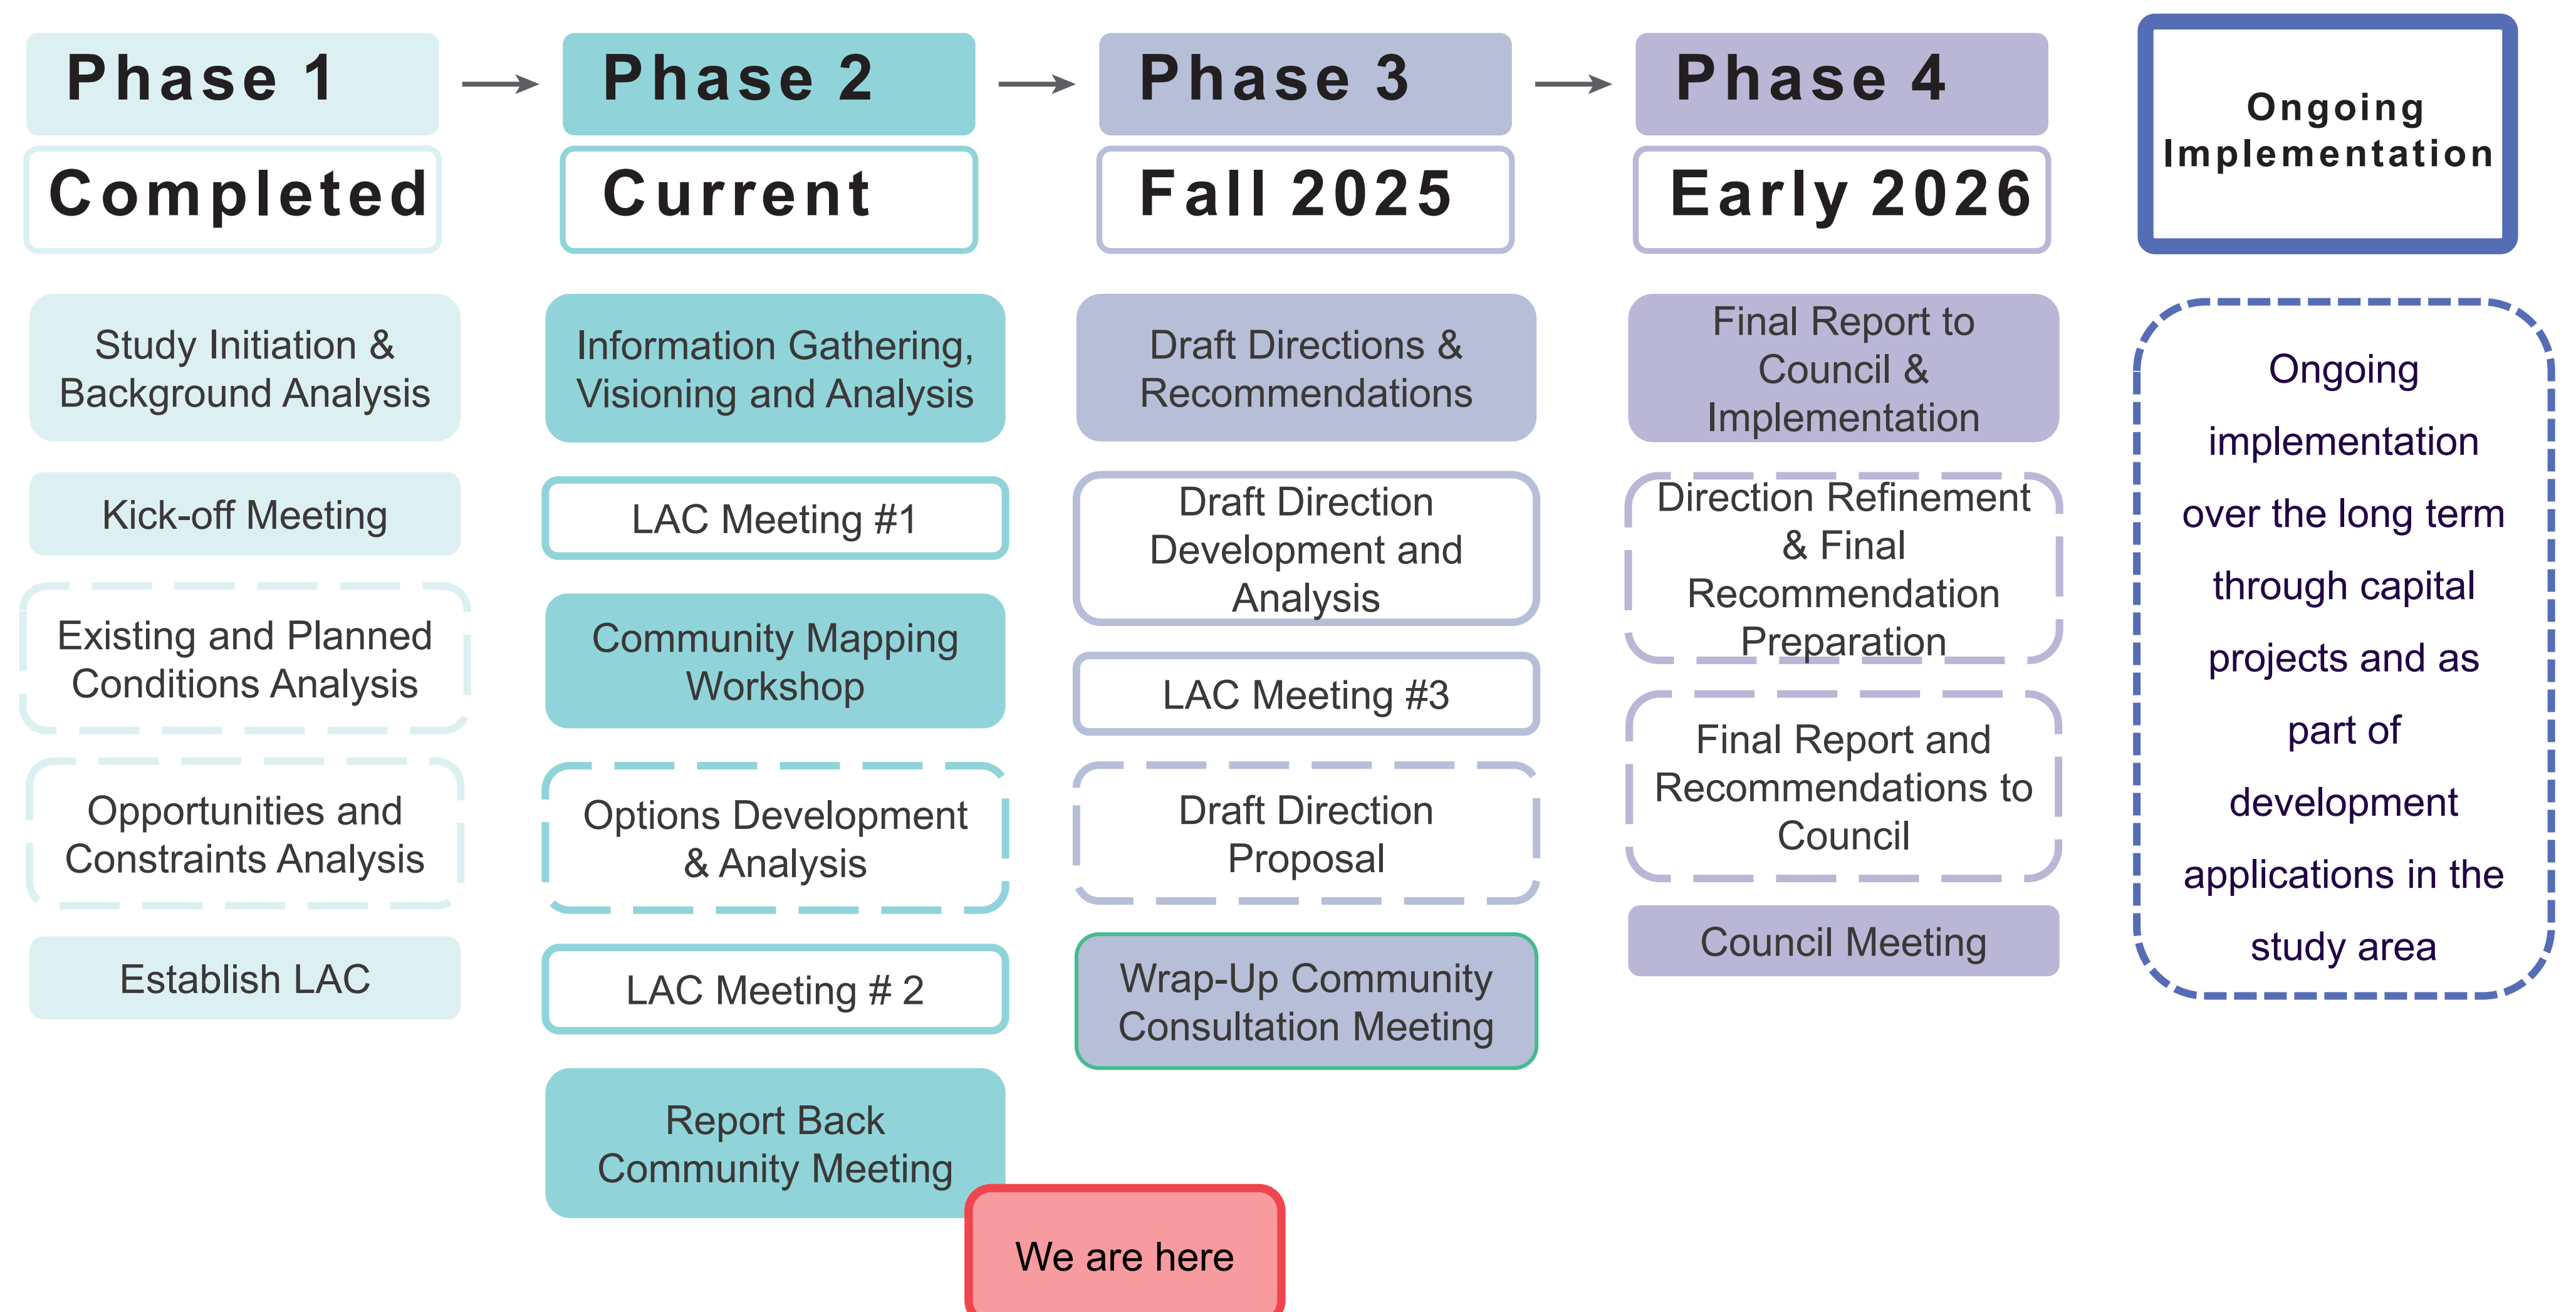 Phase 1
Completed
Study Initiation &
Background Analysis
Kick-off Meeting
Existing and Planned
Conditions Analysis
Opportunities and
Constraints Analysis
Establish LAC
Phase 2
Current
Information Gathering,
Visioning and Analysis
LAC Meeting #1
Community Mapping
Workshop
Options Development
& Analysis
LAC Meeting # 2
Report Back
Community Meeting
We are here
Phase 3
Fall 2025
Draft Directions &
Recommendations
Draft Direction
Development and
Analysis
LAC Meeting #3
Draft Direction
Proposal
Wrap-Up Community
Consultation Meeting
Phase 4
Early 2026
Final Report to
Council &
Implementation
Direction Refinement
& Final
Recommendation
Preparation
Final Report and
Recommendations to
Council
Council Meeting
Ongoing
Implementation
Ongoing
implementation
over the long term
through capital
projects and as
part of
development
applications in the
study area